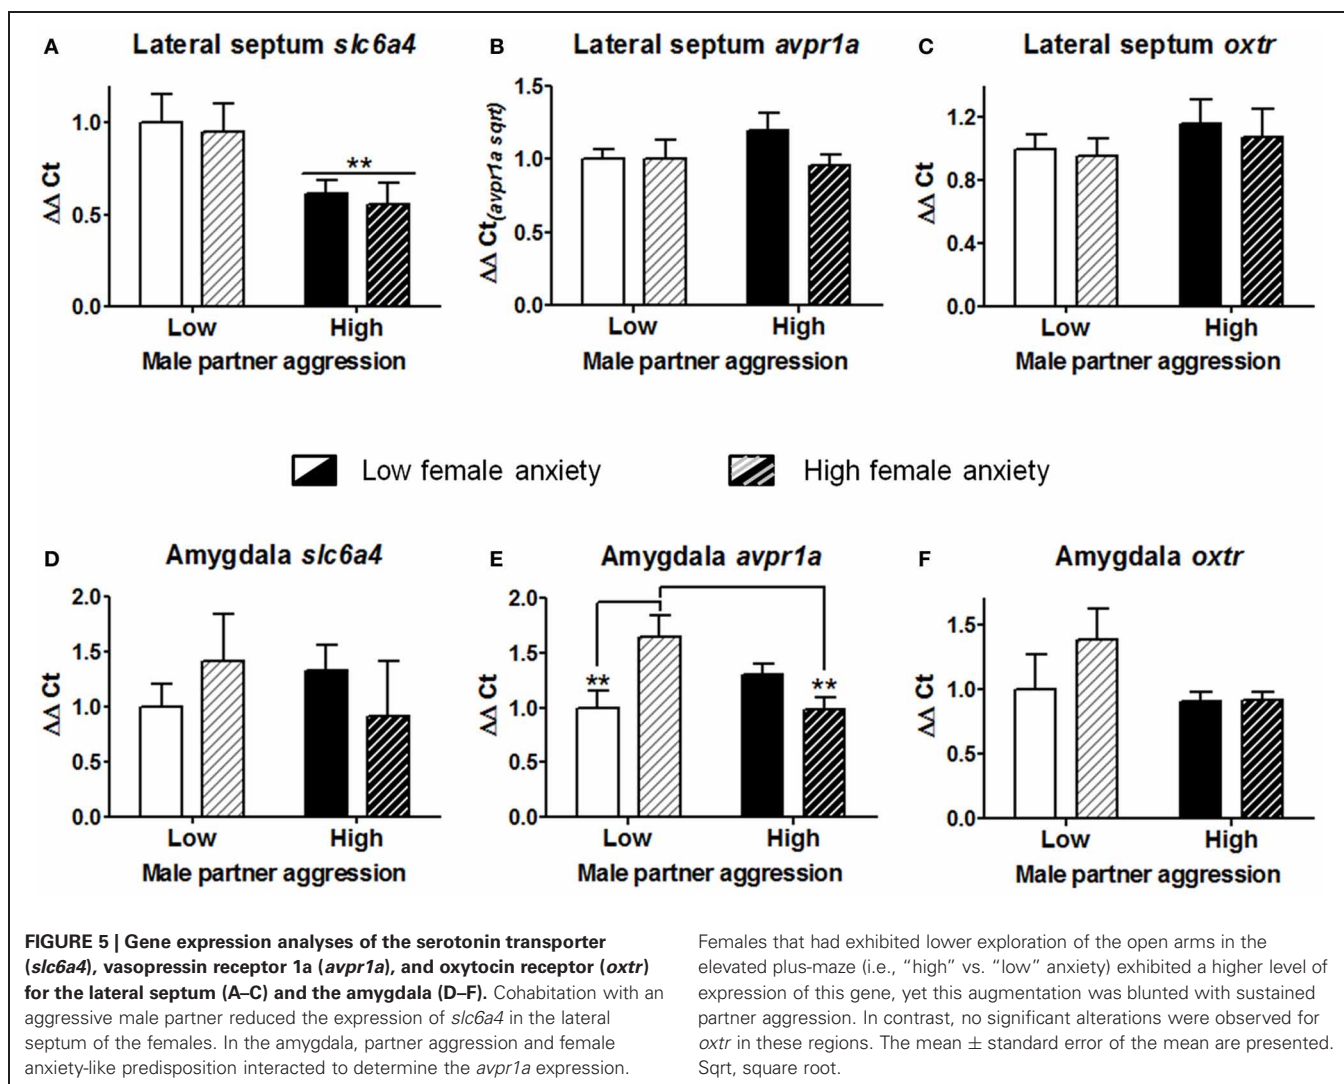 A Lateral septum slc6a4
ΔΔ Ct
1.0
0.5
0.0
**
Low High
Male partner aggression
B Lateral septum avpr1a
ΔΔ Ct(avpr1a sqrt)
1.5
1.0
0.5
0.0
Low High
Male partner aggression
C Lateral septum oxtr
ΔΔ Ct
1.2
0.8
0.4
0.0
Low High
Male partner aggression
Low female anxiety High female anxiety
D Amygdala slc6a4
ΔΔ Ct
2.0
1.5
1.0
0.5
0.0
Low High
Male partner aggression
E Amygdala avpr1a
ΔΔ Ct
2.0
1.5
1.0
0.5
0.0
** **
Low High
Male partner aggression
F Amygdala oxtr
ΔΔ Ct
1.5
1.0
0.5
0.0
Low High
Male partner aggression
FIGURE 5 | Gene expression analyses of the serotonin transporter
(slc6a4), vasopressin receptor 1a (avpr1a), and oxytocin receptor (oxtr)
for the lateral septum (A–C) and the amygdala (D–F). Cohabitation with an
aggressive male partner reduced the expression of slc6a4 in the lateral
septum of the females. In the amygdala, partner aggression and female
anxiety-like predisposition interacted to determine the avpr1a expression.
Females that had exhibited lower exploration of the open arms in the
elevated plus-maze (i.e., “high” vs. “low” anxiety) exhibited a higher level of
expression of this gene, yet this augmentation was blunted with sustained
partner aggression. In contrast, no significant alterations were observed for
oxtr in these regions. The mean ± standard error of the mean are presented.
Sqrt, square root.